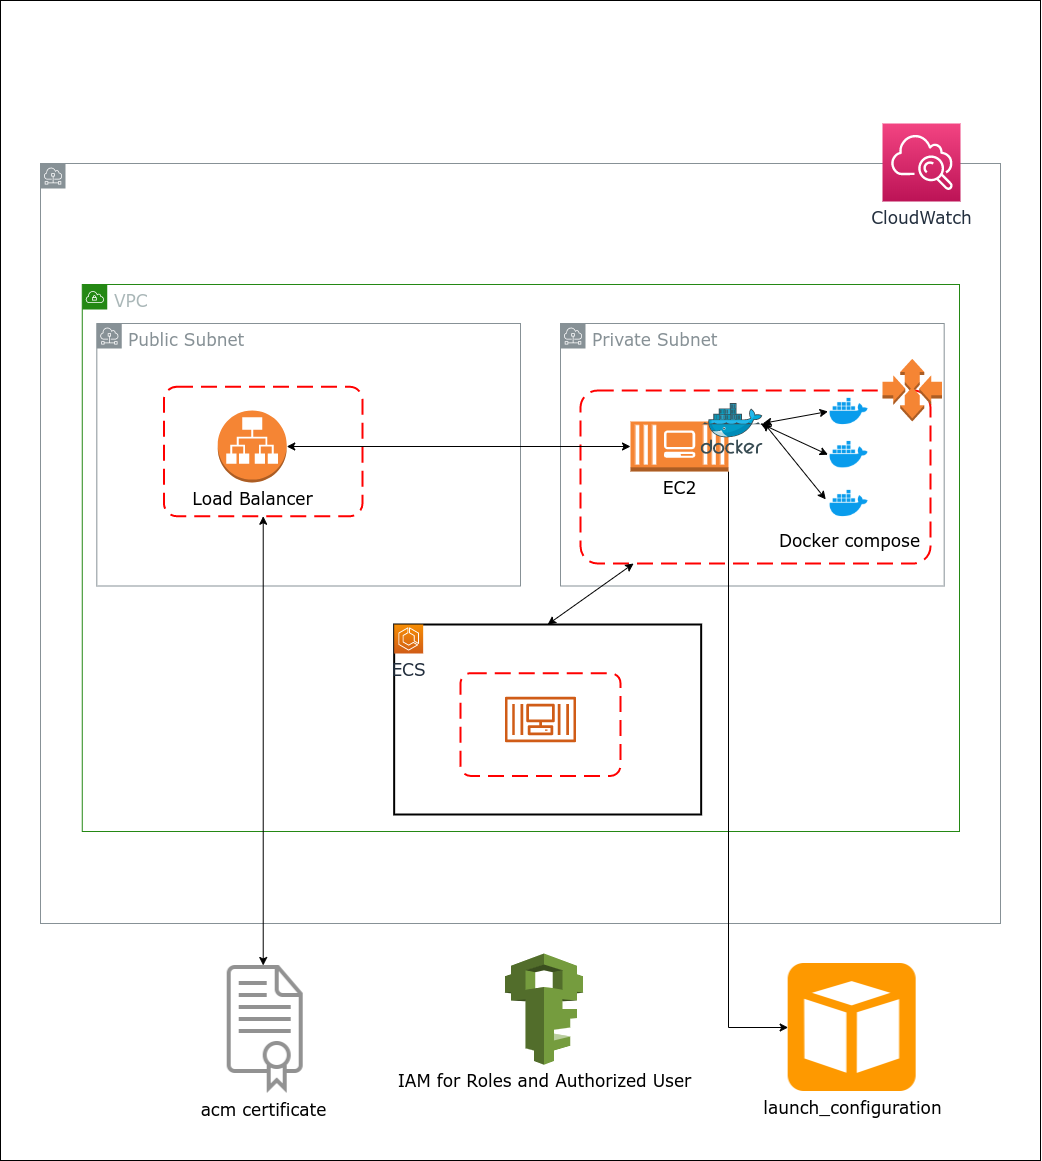 CloudWatch
VPC
Public Subnet
Private Subnet
docker
Load Balancer
EC2
Docker compose
ECS
IAM for Roles and Authorized User
acm certificate
launch_configuration